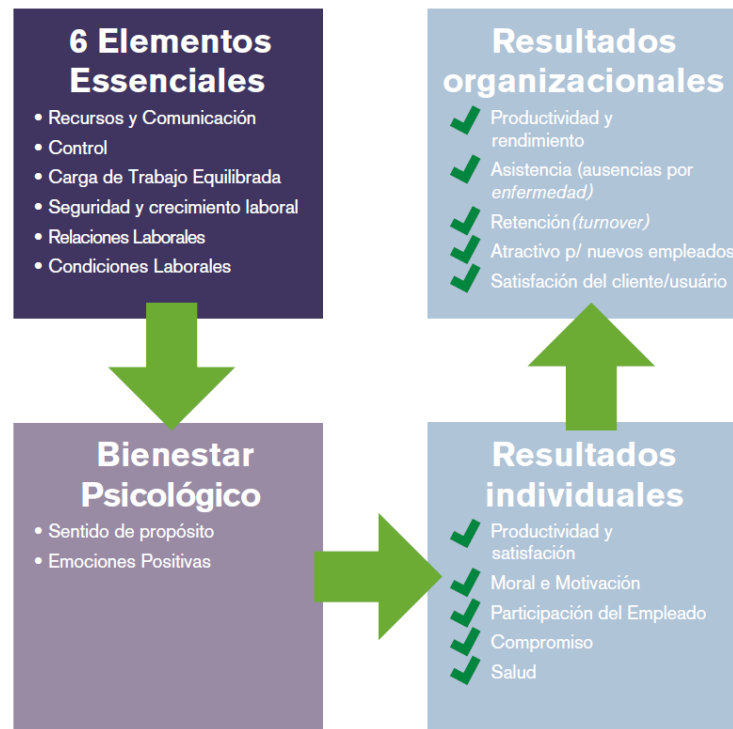 6 Elementos
Essenciales
• Recursos y Comunicación
• Control
• Carga de Trabajo Equilibrada
• Seguridad y crecimiento laboral
• Relaciones Laborales
• Condiciones Laborales
Bienestar
Psicológico
• Sentido de propósito
• Emociones Positivas
Resultados
individuales
Productividad y
satisfacción
Moral e Motivación
Participación del Empleado
Compromiso
Salud
Resultados
organizacionales
Productividad y
rendimiento
Asistencia (ausencias por
enfermedad)
Retención (turnover)
Atractivo p/ nuevos empleados
Satisfación del cliente/usuário